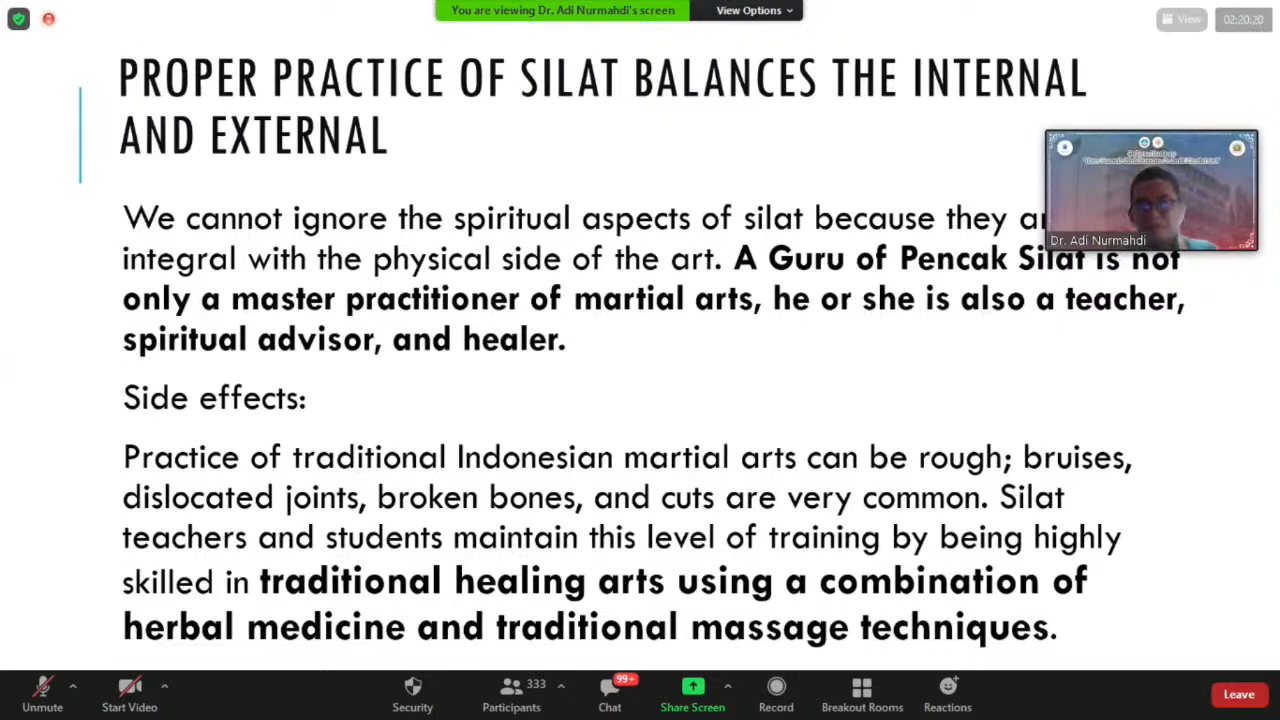 You are viewing Dr. Adi Nurmahdi's screen
View Options
View
02:20:20
PROPER PRACTICE OF SILAT BALANCES THE INTERNAL
AND EXTERNAL
We cannot ignore the spiritual aspects of silat because they
integral with the physical side of the art. A Guru of Pencak Silat is not
only a master practitioner of martial arts, he or she is also a teacher,
spiritual advisor, and healer.
Dr. Adi Nurmahdi
Side effects:
Practice of traditional Indonesian martial arts can be rough; bruises,
dislocated joints, broken bones, and cuts are very common. Silat
teachers and students maintain this level of training by being highly
skilled in traditional healing arts using a combination of
herbal medicine and traditional massage techniques.
Unmute
Start Video
Security
333
Participants
99+
Chat
Share Screen
Record
Breakout Rooms
Reactions
Leave